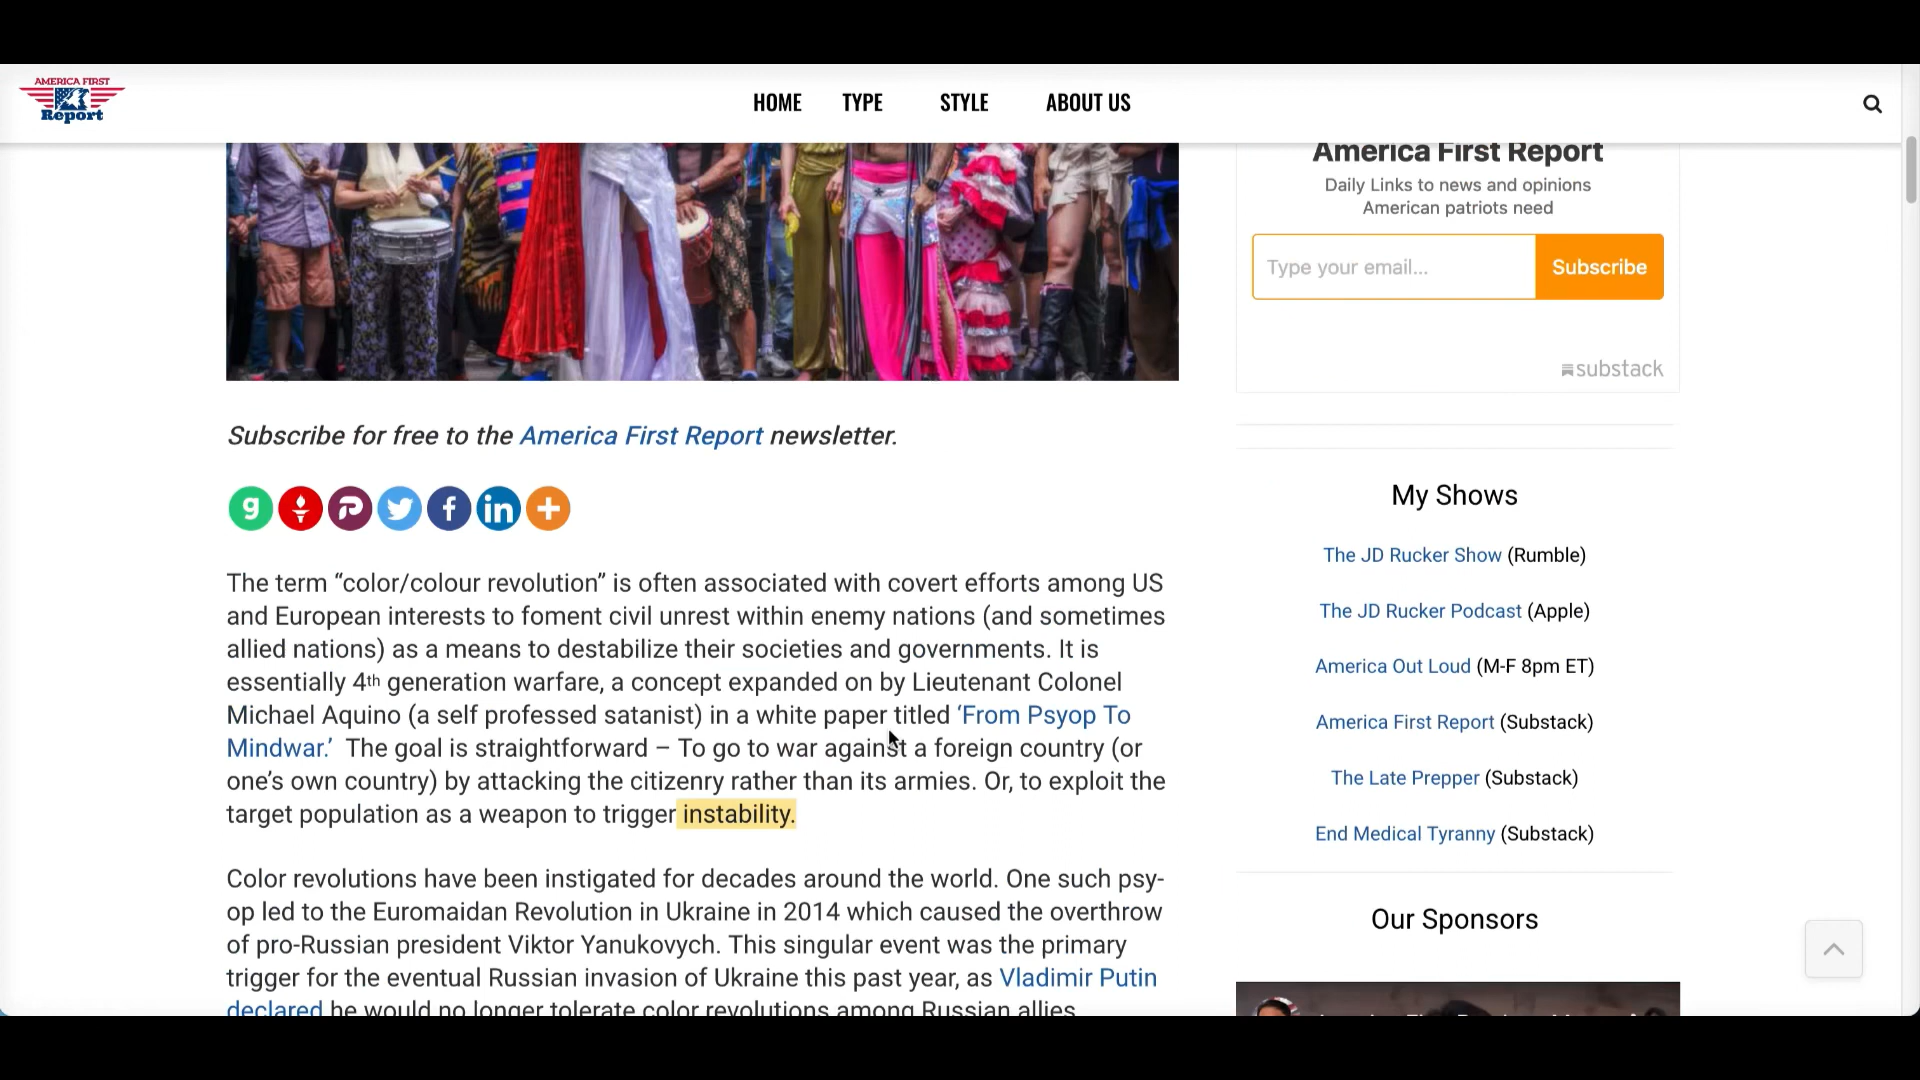 AMERICA FIRST
Report
HOME TYPE STYLE ABOUT US
America First Report
Daily Links to news and opinions
American patriots need
Type your email...
Subscribe
substack
Subscribe for free to the America First Report newsletter.
g
f
in
The term “color/colour revolution” is often associated with covert efforts among US
and European interests to foment civil unrest within enemy nations (and sometimes
allied nations) as a means to destabilize their societies and governments. It is
essentially 4th generation warfare, a concept expanded on by Lieutenant Colonel
Michael Aquino (a self professed satanist) in a white paper titled ‘From Psyop To
Mindwar.’ The goal is straightforward – To go to war against a foreign country (or
one’s own country) by attacking the citizenry rather than its armies. Or, to exploit the
target population as a weapon to trigger instability.
Color revolutions have been instigated for decades around the world. One such psy-
op led to the Euromaidan Revolution in Ukraine in 2014 which caused the overthrow
of pro-Russian president Viktor Yanukovych. This singular event was the primary
trigger for the eventual Russian invasion of Ukraine this past year, as Vladimir Putin
declared he would no longer tolerate color revolutions among Russian allies.
My Shows
The JD Rucker Show (Rumble)
The JD Rucker Podcast (Apple)
America Out Loud (M-F 8pm ET)
America First Report (Substack)
The Late Prepper (Substack)
End Medical Tyranny (Substack)
Our Sponsors